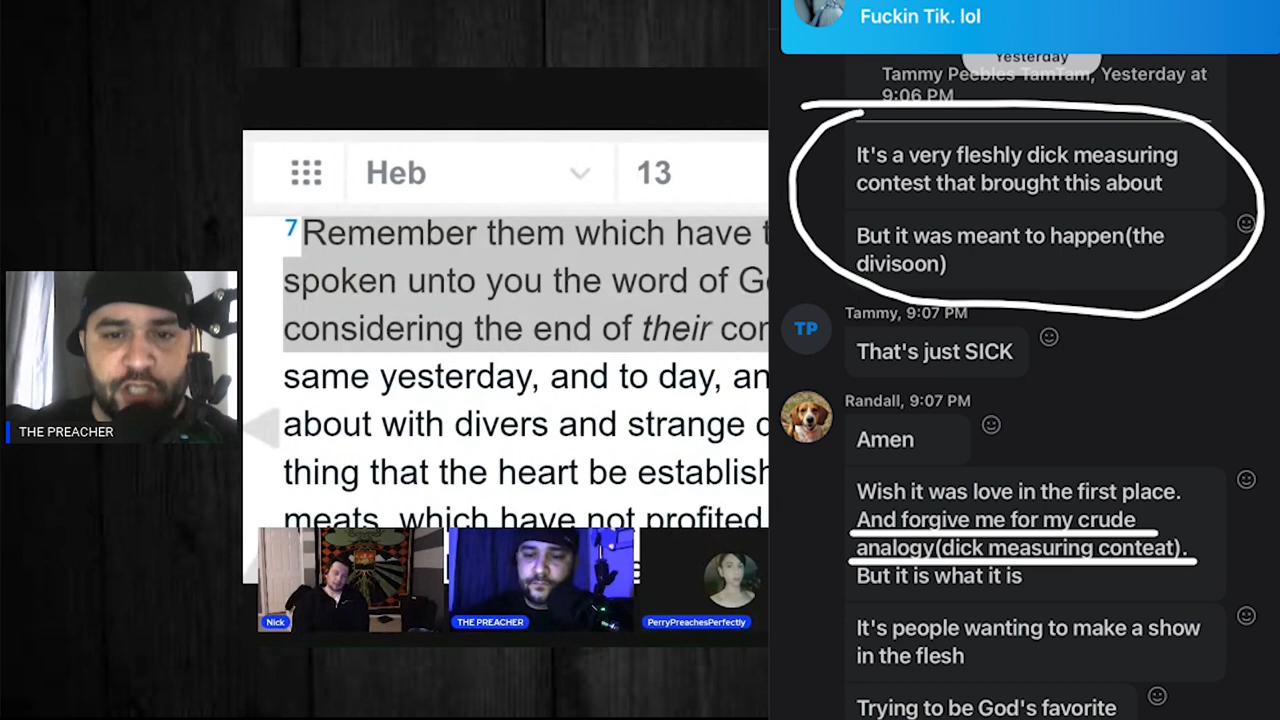 Fuckin Tik. lol
Yesterday
Tammy Peebles TamTam, Yesterday at
9:06 PM
It's a very fleshly dick measuring
contest that brought this about
But it was meant to happen(the
divisoon)
Tammy, 9:07 PM
TP
That's just SICK
Randall, 9:07 PM
Amen
Wish it was love in the first place.
And forgive me for my crude
analogy(dick measuring conteat).
But it is what it is
It's people wanting to make a show
in the flesh
Trying to be God's favorite
Heb 13
7 Remember them which have t
spoken unto you the word of G
considering the end of their con
same yesterday, and to day, an
about with divers and strange
thing that the heart be establish
meats, which have not profited
THE PREACHER
Nick
THE PREACHER
PerryPreachesPerfectly